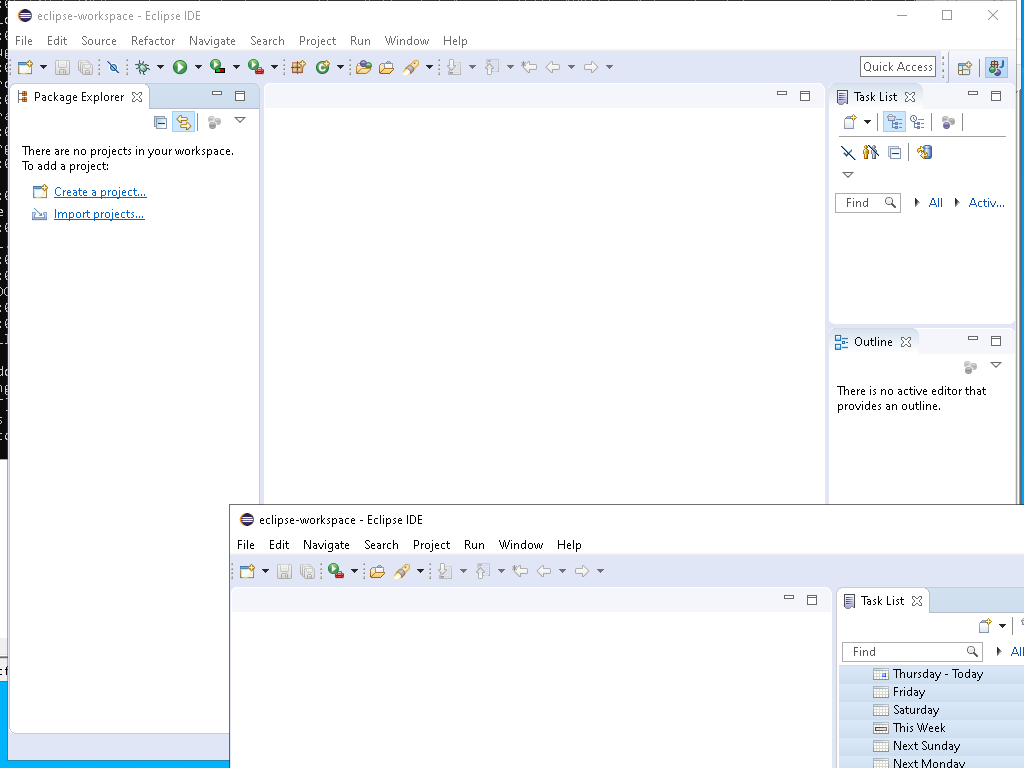 eclipse-workspace - Eclipse IDE
File Edit Source Refactor Navigate Search Project Run Window Help
Quick Access
Package Explorer
There are no projects in your workspace.
To add a project:
Create a project...
Import projects...
Task List
Find All Activ...
Outline
There is no active editor that
provides an outline.
eclipse-workspace - Eclipse IDE
File Edit Navigate Search Project Run Window Help
Task List
Find All
Thursday - Today
Friday
Saturday
This Week
Next Sunday
Next Monday